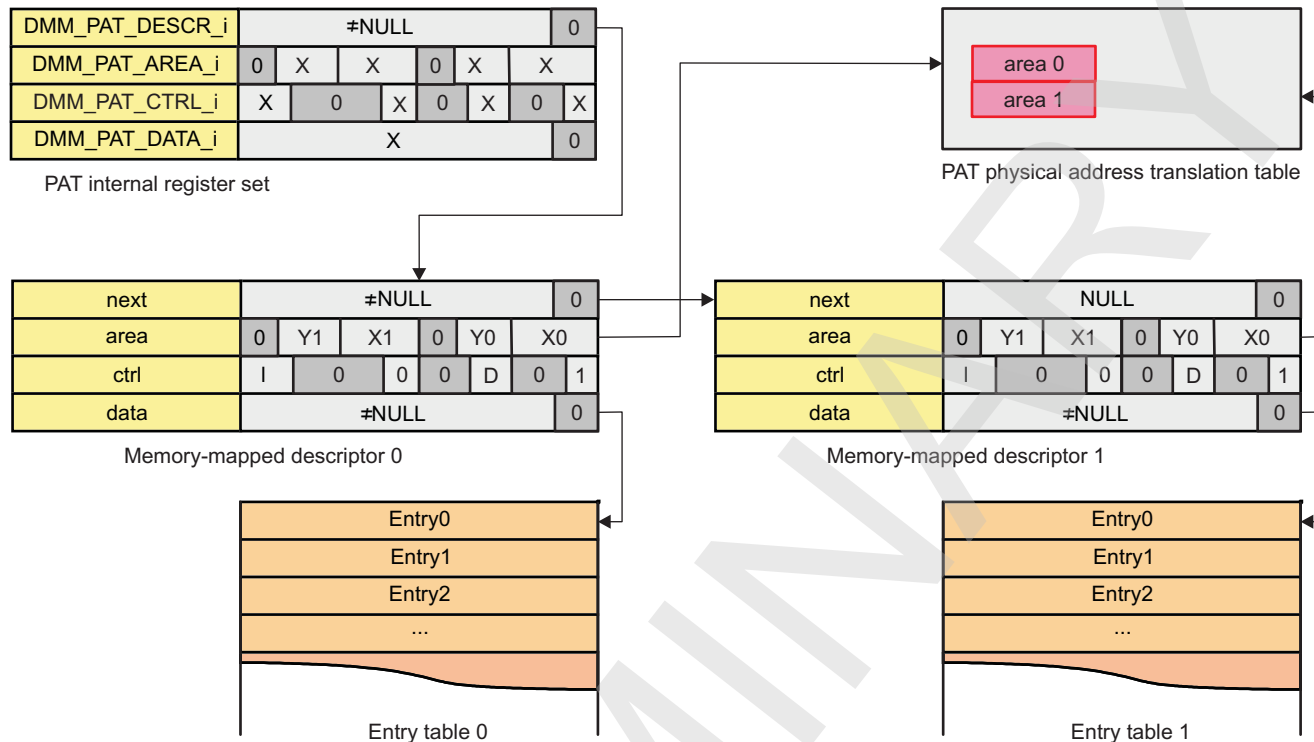 DMM_PAT_DESCR_i ≠NULL 0
DMM_PAT_AREA_i 0 X X 0 X X
DMM_PAT_CTRL_i X 0 X 0 X 0 X
DMM_PAT_DATA_i X 0
PAT internal register set
area 0
area 1
PAT physical address translation table
next ≠NULL 0
area 0 Y1 X1 0 Y0 X0
ctrl I 0 0 0 D 0 1
data ≠NULL 0
Memory-mapped descriptor 0
next NULL 0
area 0 Y1 X1 0 Y0 X0
ctrl I 0 0 0 D 0 1
data ≠NULL 0
Memory-mapped descriptor 1
Entry0
Entry1
Entry2
...
Entry table 0
Entry0
Entry1
Entry2
...
Entry table 1
MINARY